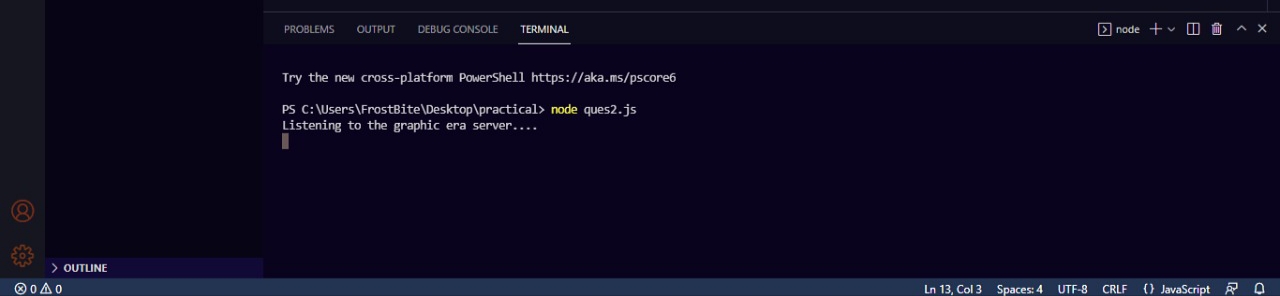 PROBLEMS OUTPUT DEBUG CONSOLE TERMINAL node
Try the new cross-platform PowerShell https://aka.ms/pscore6
PS C:\Users\FrostBite\Desktop\practical> node ques2.js
Listening to the graphic era server....
OUTLINE
0 0 Ln 13, Col 3 Spaces: 4 UTF-8 CRLF {} JavaScript